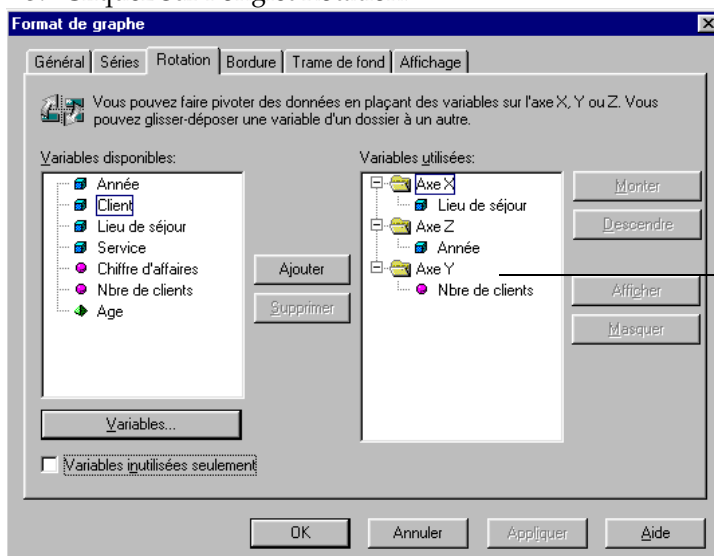 Format de graphe
Général Séries Rotation Bordure Trame de fond Affichage
Vous pouvez faire pivoter des données en plaçant des variables sur l'axe X, Y ou Z. Vous
pouvez glisser-déposer une variable d'un dossier à un autre.
Variables disponibles:
Année
Client
Lieu de séjour
Service
Chiffre d'affaires
Nbre de clients
Age
Variables...
Variables inutilisées seulement
Ajouter
Supprimer
Variables utilisées:
Axe X
Lieu de séjour
Axe Z
Année
Axe Y
Nbre de clients
Monter
Descendre
Afficher
Masquer
OK Annuler Appliquer Aide